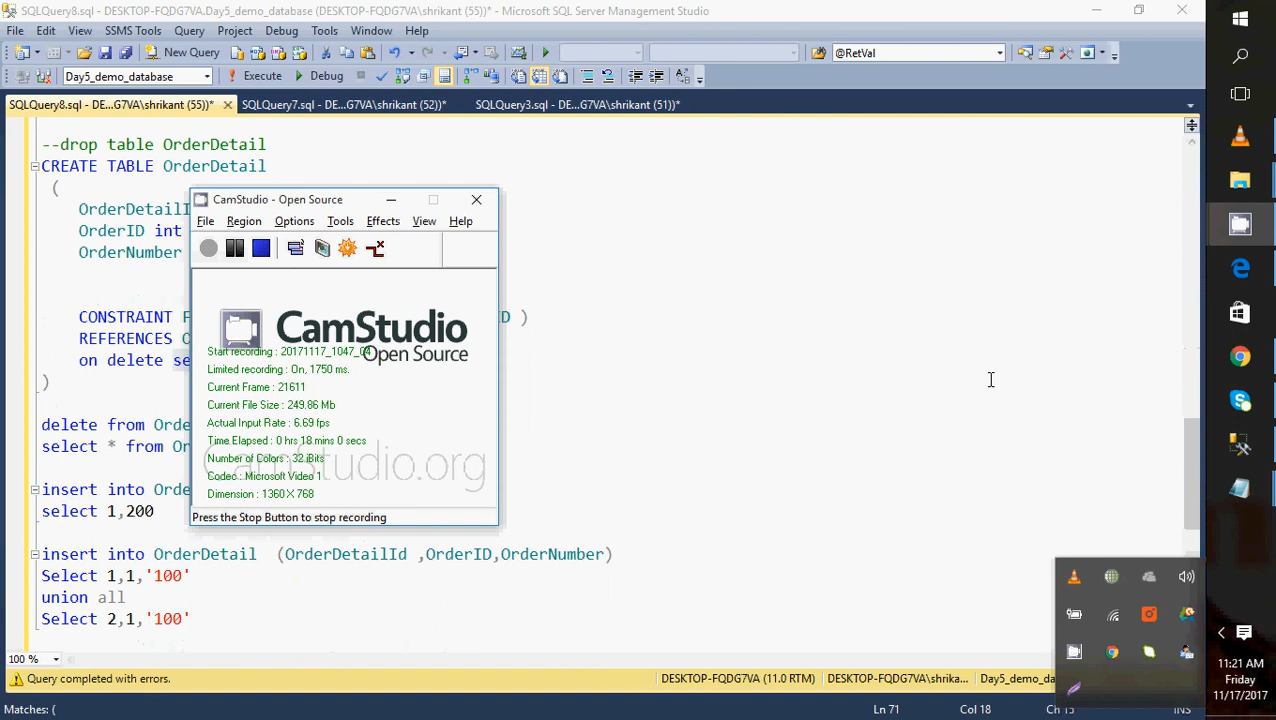 SQLQuery8.sql - DESKTOP-FQDG7VA.Day5_demo_database (DESKTOP-FQDG7VA\shrikant (55))* - Microsoft SQL Server Management Studio
File Edit View SSMS Tools Query Project Debug Tools Window Help
New Query @RetVal
Day5_demo_database Execute Debug
SQLQuery8.sql - DE...G7VA\shrikant (55))* SQLQuery7.sql - DE...G7VA\shrikant (52))* SQLQuery3.sql - DE...G7VA\shrikant (51))*
--drop table OrderDetail
CREATE TABLE OrderDetail
(
OrderDetailI
OrderID int
OrderNumber
CONSTRAINT F D )
REFERENCES O
on delete se
)
delete from Orde
select * from Or
insert into Orde
select 1,200
insert into OrderDetail (OrderDetailId ,OrderID,OrderNumber)
Select 1,1,'100'
union all
Select 2,1,'100'
CamStudio - Open Source
File Region Options Tools Effects View Help
CamStudio
Open Source
Start recording : 20171117_1047_04
Limited recording : On, 1750 ms.
Current Frame : 21611
Current File Size : 249.86 Mb
Actual Input Rate : 6.69 fps
Time Elapsed : 0 hrs 18 mins 0 secs
Number of Colors : 32 Bits
CamStudio.org
Codec : Microsoft Video 1
Dimension : 1360 X 768
Press the Stop Button to stop recording
100 %
Query completed with errors. DESKTOP-FQDG7VA (11.0 RTM) DESKTOP-FQDG7VA\shrika... Day5_demo_da
Matches: ( Ln 71 Col 18 Ch 15 INS
11:21 AM
Friday
11/17/2017